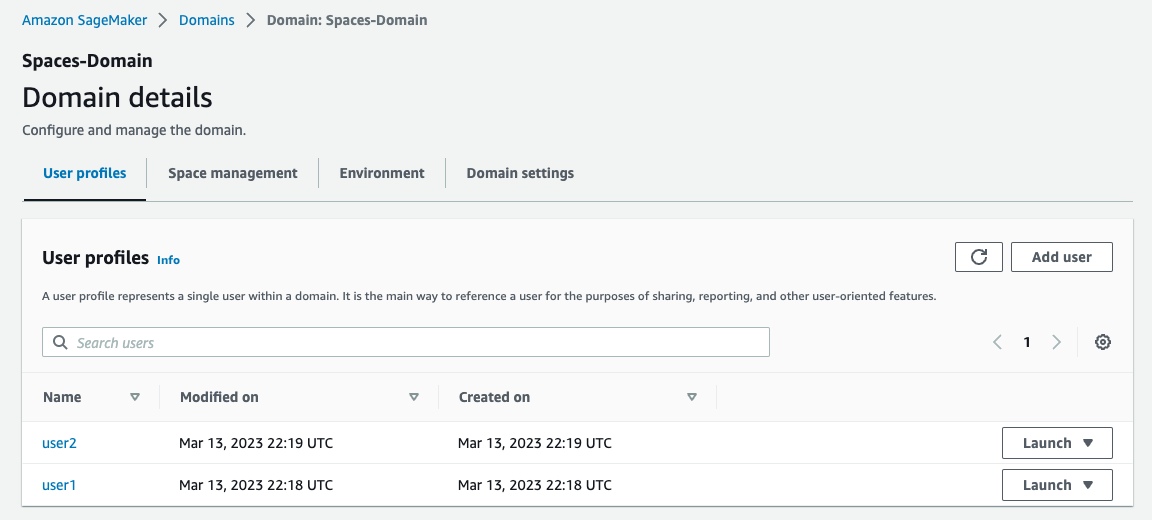 Amazon SageMaker > Domains > Domain: Spaces-Domain
Spaces-Domain
Domain details
Configure and manage the domain.
User profiles Space management Environment Domain settings
User profiles Info
Add user
A user profile represents a single user within a domain. It is the main way to reference a user for the purposes of sharing, reporting, and other user-oriented features.
Search users
1
Name Modified on Created on
user2 Mar 13, 2023 22:19 UTC Mar 13, 2023 22:19 UTC Launch
user1 Mar 13, 2023 22:18 UTC Mar 13, 2023 22:18 UTC Launch